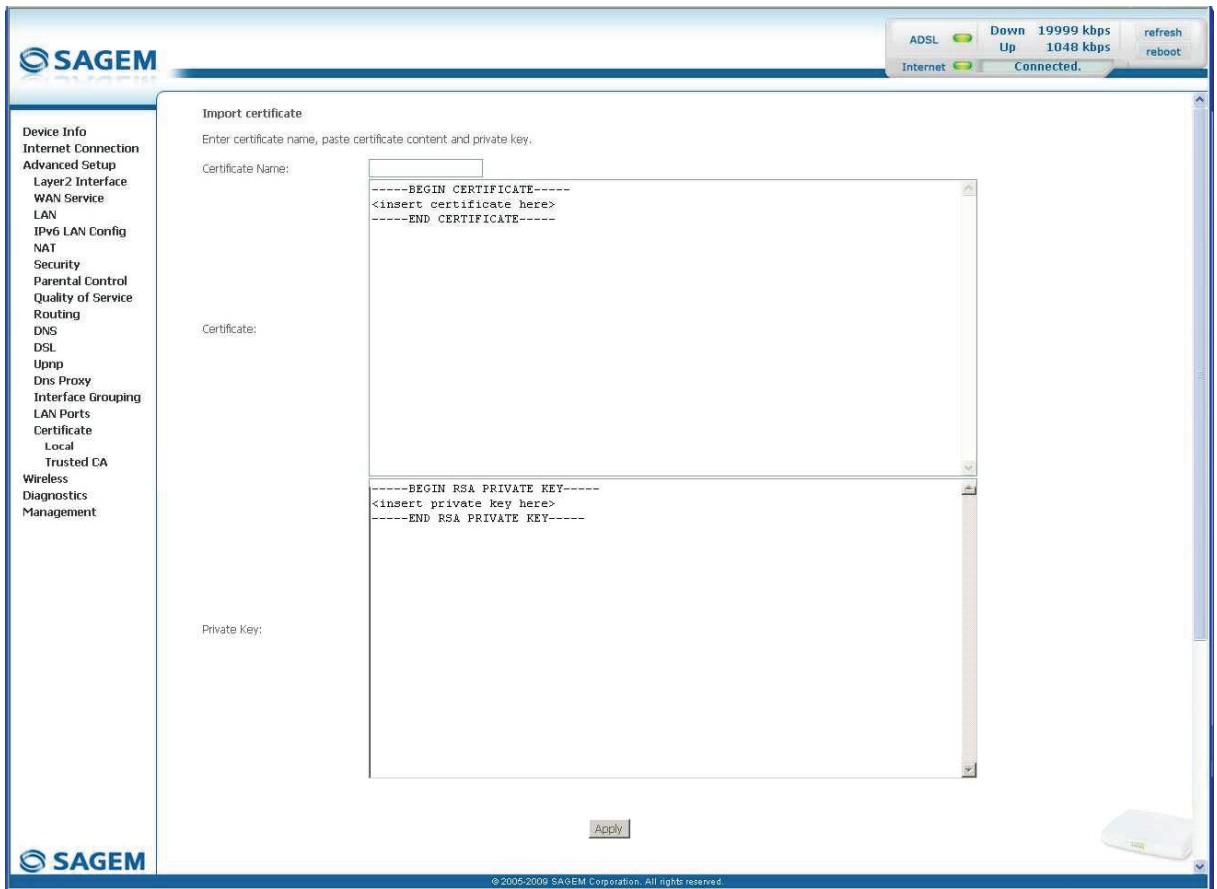 SAGEM
ADSL
Down 19999 kbps
Up 1048 kbps
refresh
reboot
Internet
Connected.
Device Info
Internet Connection
Advanced Setup
Layer2 Interface
WAN Service
LAN
IPv6 LAN Config
NAT
Security
Parental Control
Quality of Service
Routing
DNS
DSL
Upnp
Dns Proxy
Interface Grouping
LAN Ports
Certificate
Local
Trusted CA
Wireless
Diagnostics
Management
Import certificate
Enter certificate name, paste certificate content and private key.
Certificate Name:
Certificate:
-----BEGIN CERTIFICATE-----
<insert certificate here>
-----END CERTIFICATE-----
Private Key:
-----BEGIN RSA PRIVATE KEY-----
<insert private key here>
-----END RSA PRIVATE KEY-----
Apply
SAGEM
©2005-2009 SAGEM Corporation. All rights reserved.